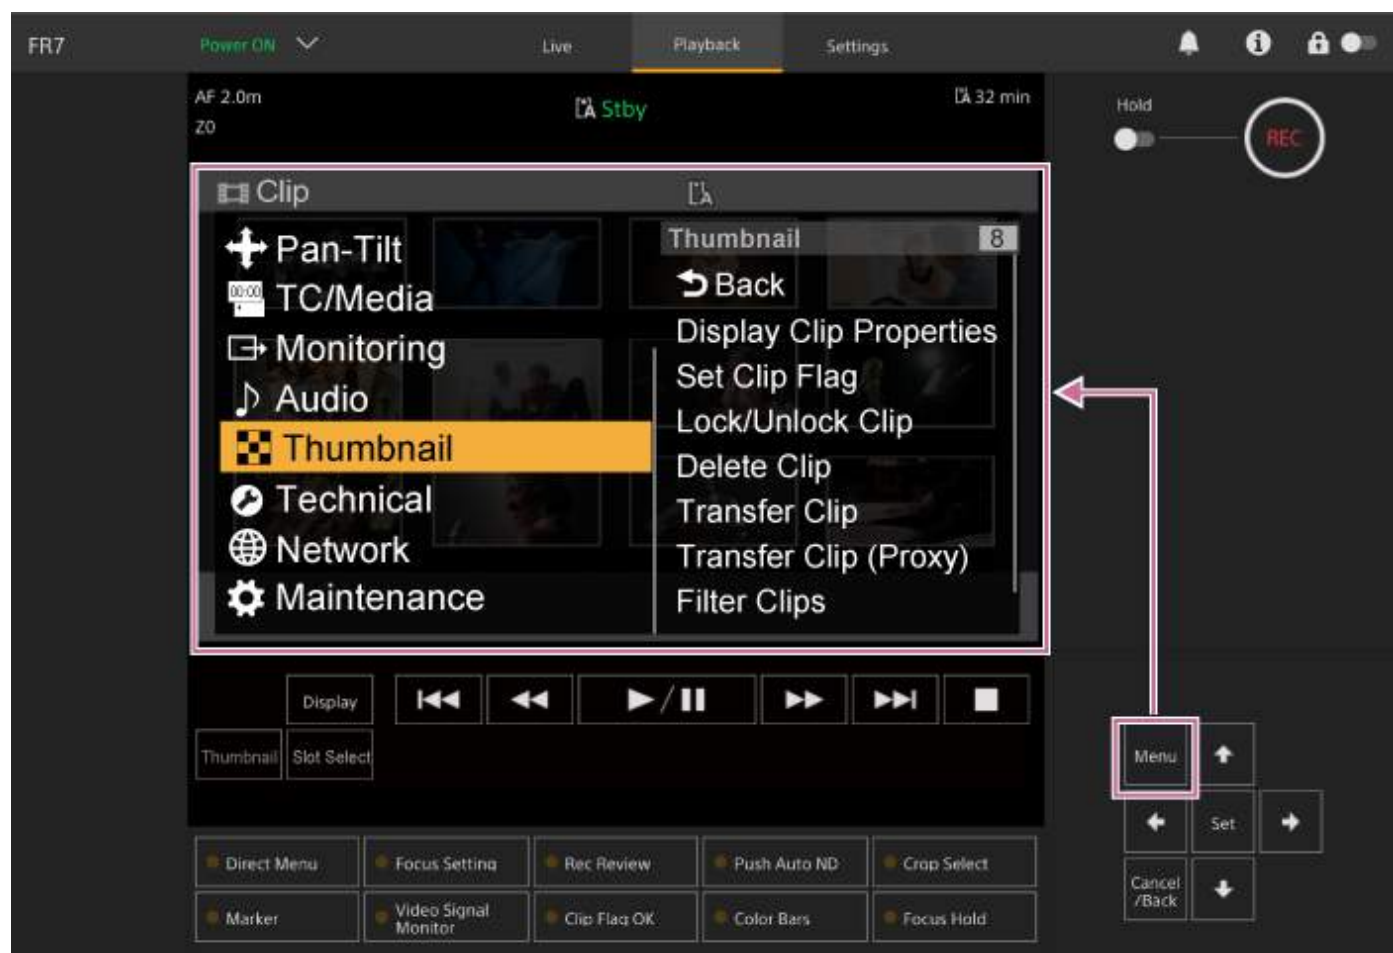 FR7
Power ON
Live
Playback
Settings
AF 2.0m
Z0
A Stby
A 32 min
Hold
REC
Clip
A
Pan-Tilt
00:00 TC/Media
Monitoring
Audio
Thumbnail
Technical
Network
Maintenance
Thumbnail 8
Back
Display Clip Properties
Set Clip Flag
Lock/Unlock Clip
Delete Clip
Transfer Clip
Transfer Clip (Proxy)
Filter Clips
Display
Thumbnail
Slot Select
Menu
Set
Cancel
/Back
Direct Menu
Focus Setting
Rec Review
Push Auto ND
Crop Select
Marker
Video Signal
Monitor
Clip Flag OK
Color Bars
Focus Hold